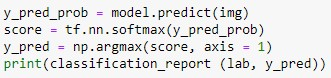 y_pred_prob = model.predict(img)
score = tf.nn.softmax(y_pred_prob)
y_pred = np.argmax(score, axis = 1)
print(classification_report (lab, y_pred))